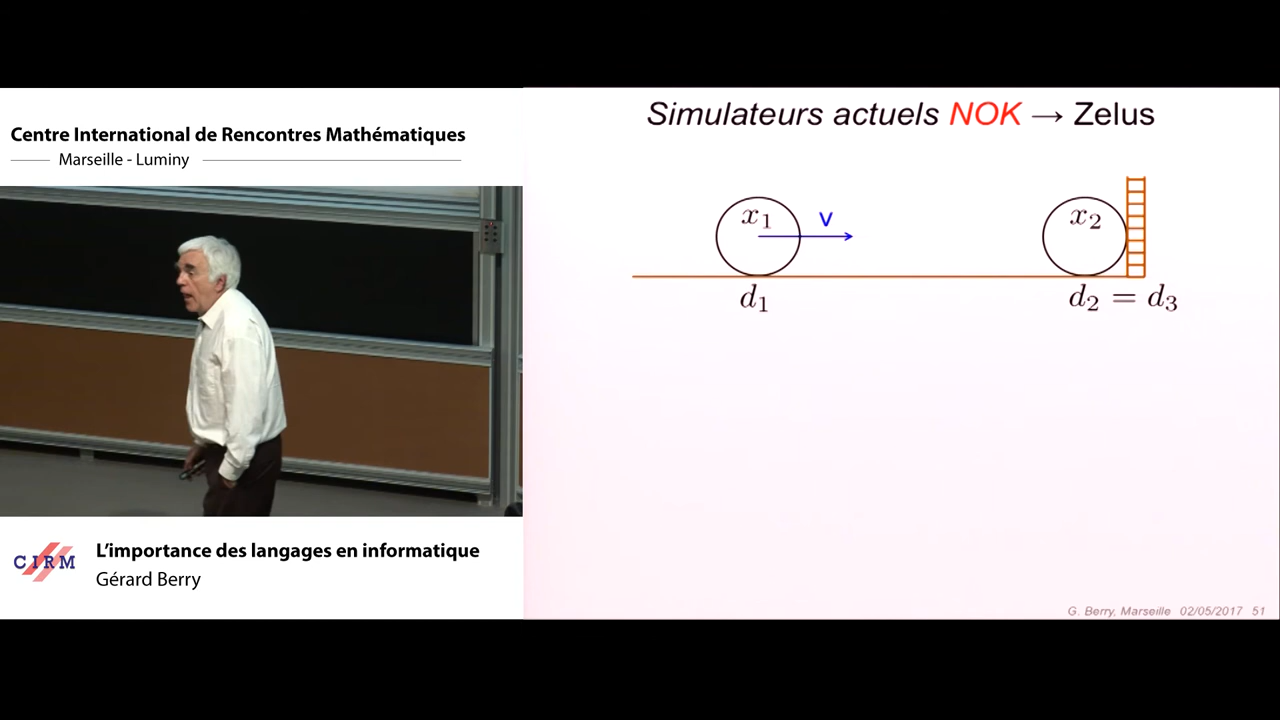 Centre International de Rencontres Mathématiques
Marseille - Luminy
CIRM
L'importance des langages en informatique
Gérard Berry
Simulateurs actuels NOK → Zelus
x₁
v
x₂
d₁
d₂ = d₃
G. Berry, Marseille 02/05/2017 51